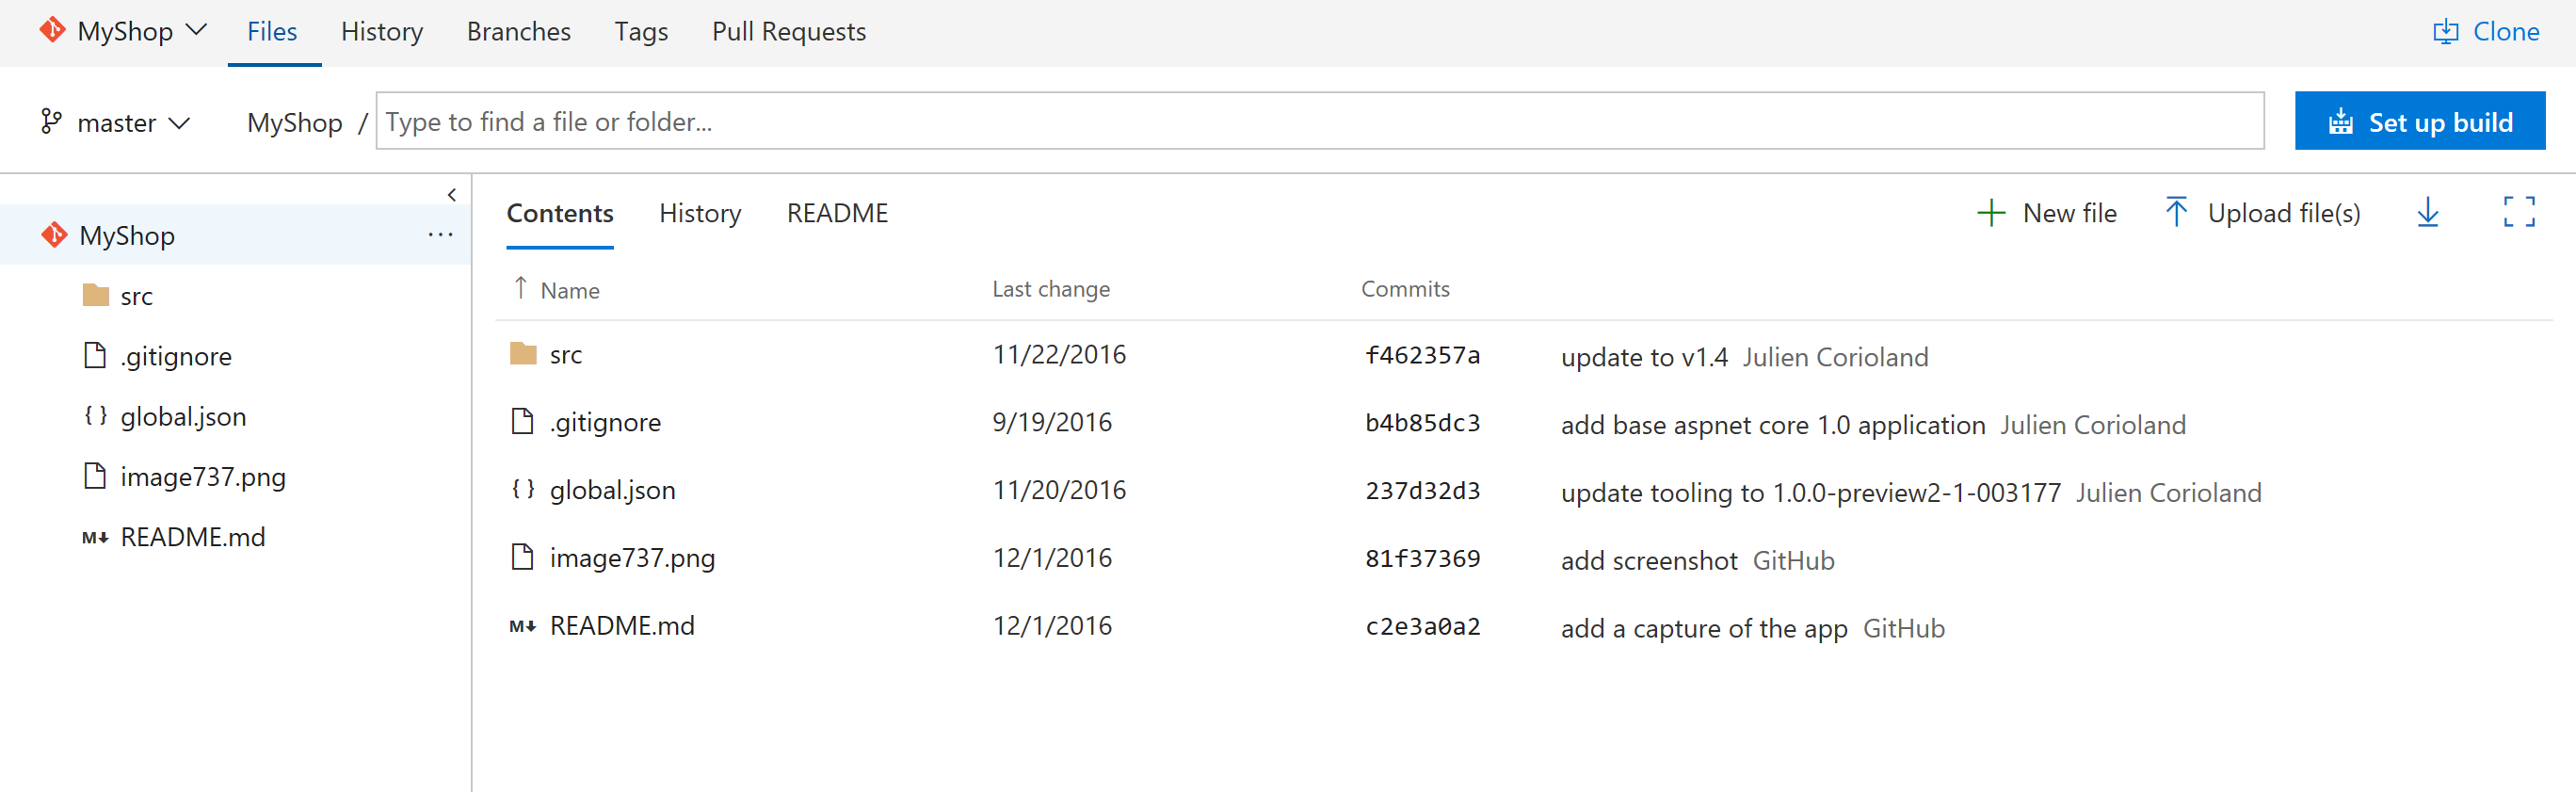 MyShop Files History Branches Tags Pull Requests Clone
master MyShop / Type to find a file or folder... Set up build
MyShop ...
src
.gitignore
{ } global.json
image737.png
M↓ README.md
Contents History README New file Upload file(s)
↑ Name Last change Commits
src 11/22/2016 f462357a update to v1.4 Julien Corioland
.gitignore 9/19/2016 b4b85dc3 add base aspnet core 1.0 application Julien Corioland
{ } global.json 11/20/2016 237d32d3 update tooling to 1.0.0-preview2-1-003177 Julien Corioland
image737.png 12/1/2016 81f37369 add screenshot GitHub
M↓ README.md 12/1/2016 c2e3a0a2 add a capture of the app GitHub